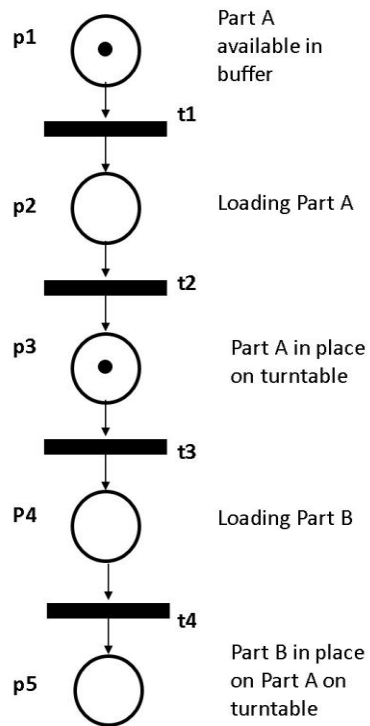 p1
Part A
available in
buffer
t1
p2
Loading Part A
t2
p3
Part A in place
on turntable
t3
P4
Loading Part B
t4
p5
Part B in place
on Part A on
turntable